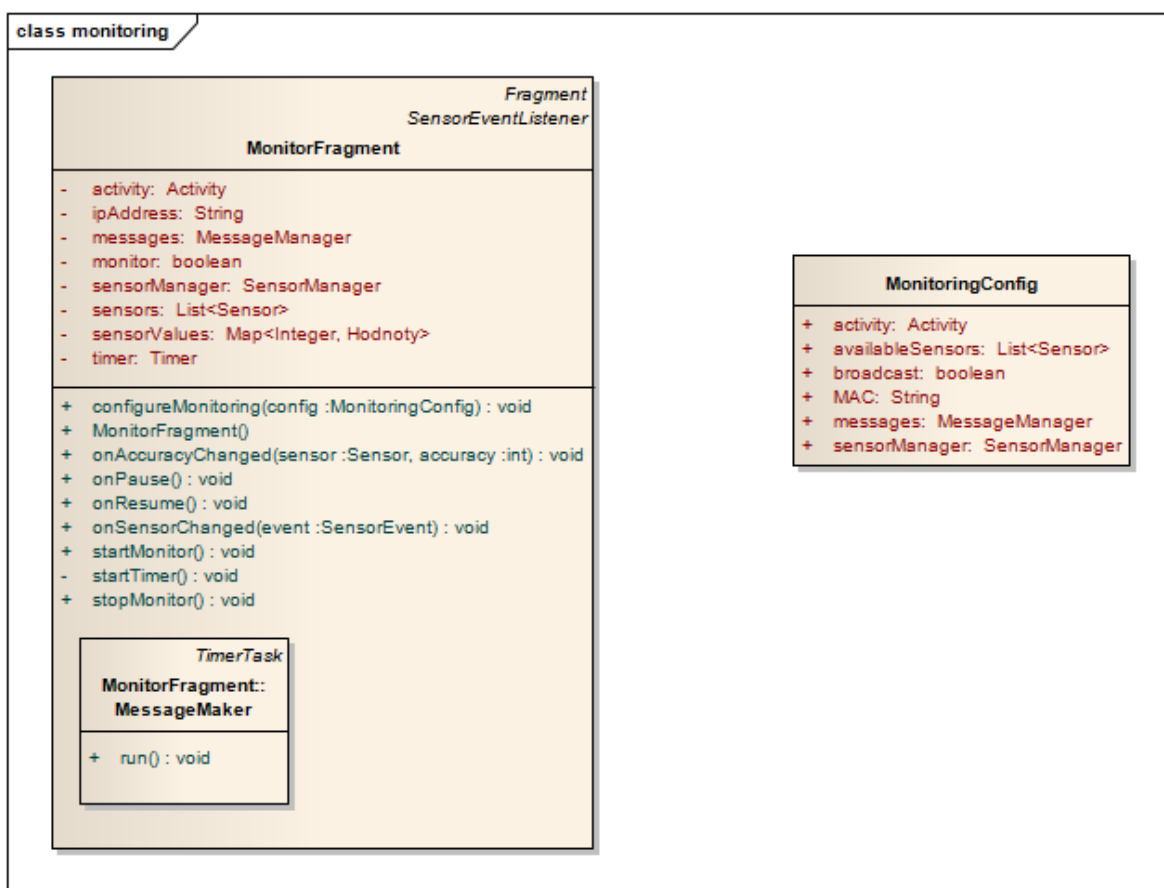 class monitoring
Fragment
SensorEventListener
MonitorFragment
- activity: Activity
- ipAddress: String
- messages: MessageManager
- monitor: boolean
- sensorManager: SensorManager
- sensors: List<Sensor>
- sensorValues: Map<Integer, Hodnoty>
- timer: Timer
+ configureMonitoring(config :MonitoringConfig) : void
+ MonitorFragment()
+ onAccuracyChanged(sensor :Sensor, accuracy :int) : void
+ onPause() : void
+ onResume() : void
+ onSensorChanged(event :SensorEvent) : void
+ startMonitor() : void
- startTimer() : void
+ stopMonitor() : void
TimerTask
MonitorFragment::
MessageMaker
+ run() : void
MonitoringConfig
+ activity: Activity
+ availableSensors: List<Sensor>
+ broadcast: boolean
+ MAC: String
+ messages: MessageManager
+ sensorManager: SensorManager